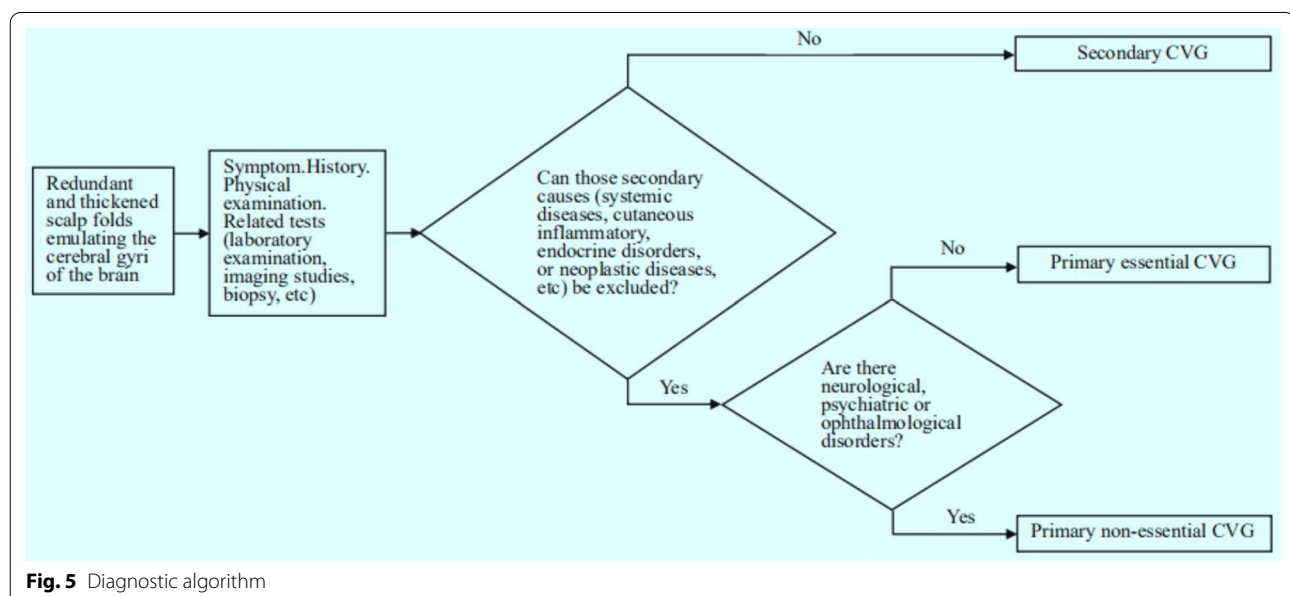 Redundant
and thickened
scalp folds
emulating the
cerebral gyri
of the brain
Symptom.History.
Physical
examination.
Related tests
(laboratory
examination,
imaging studies,
biopsy, etc)
Can those secondary
causes (systemic
diseases, cutaneous
inflammatory,
endocrine disorders,
or neoplastic diseases,
etc) be excluded?
No
Secondary CVG
Yes
Are there
neurological,
psychiatric or
ophthalmological
disorders?
No
Primary essential CVG
Yes
Primary non-essential CVG
Fig. 5 Diagnostic algorithm